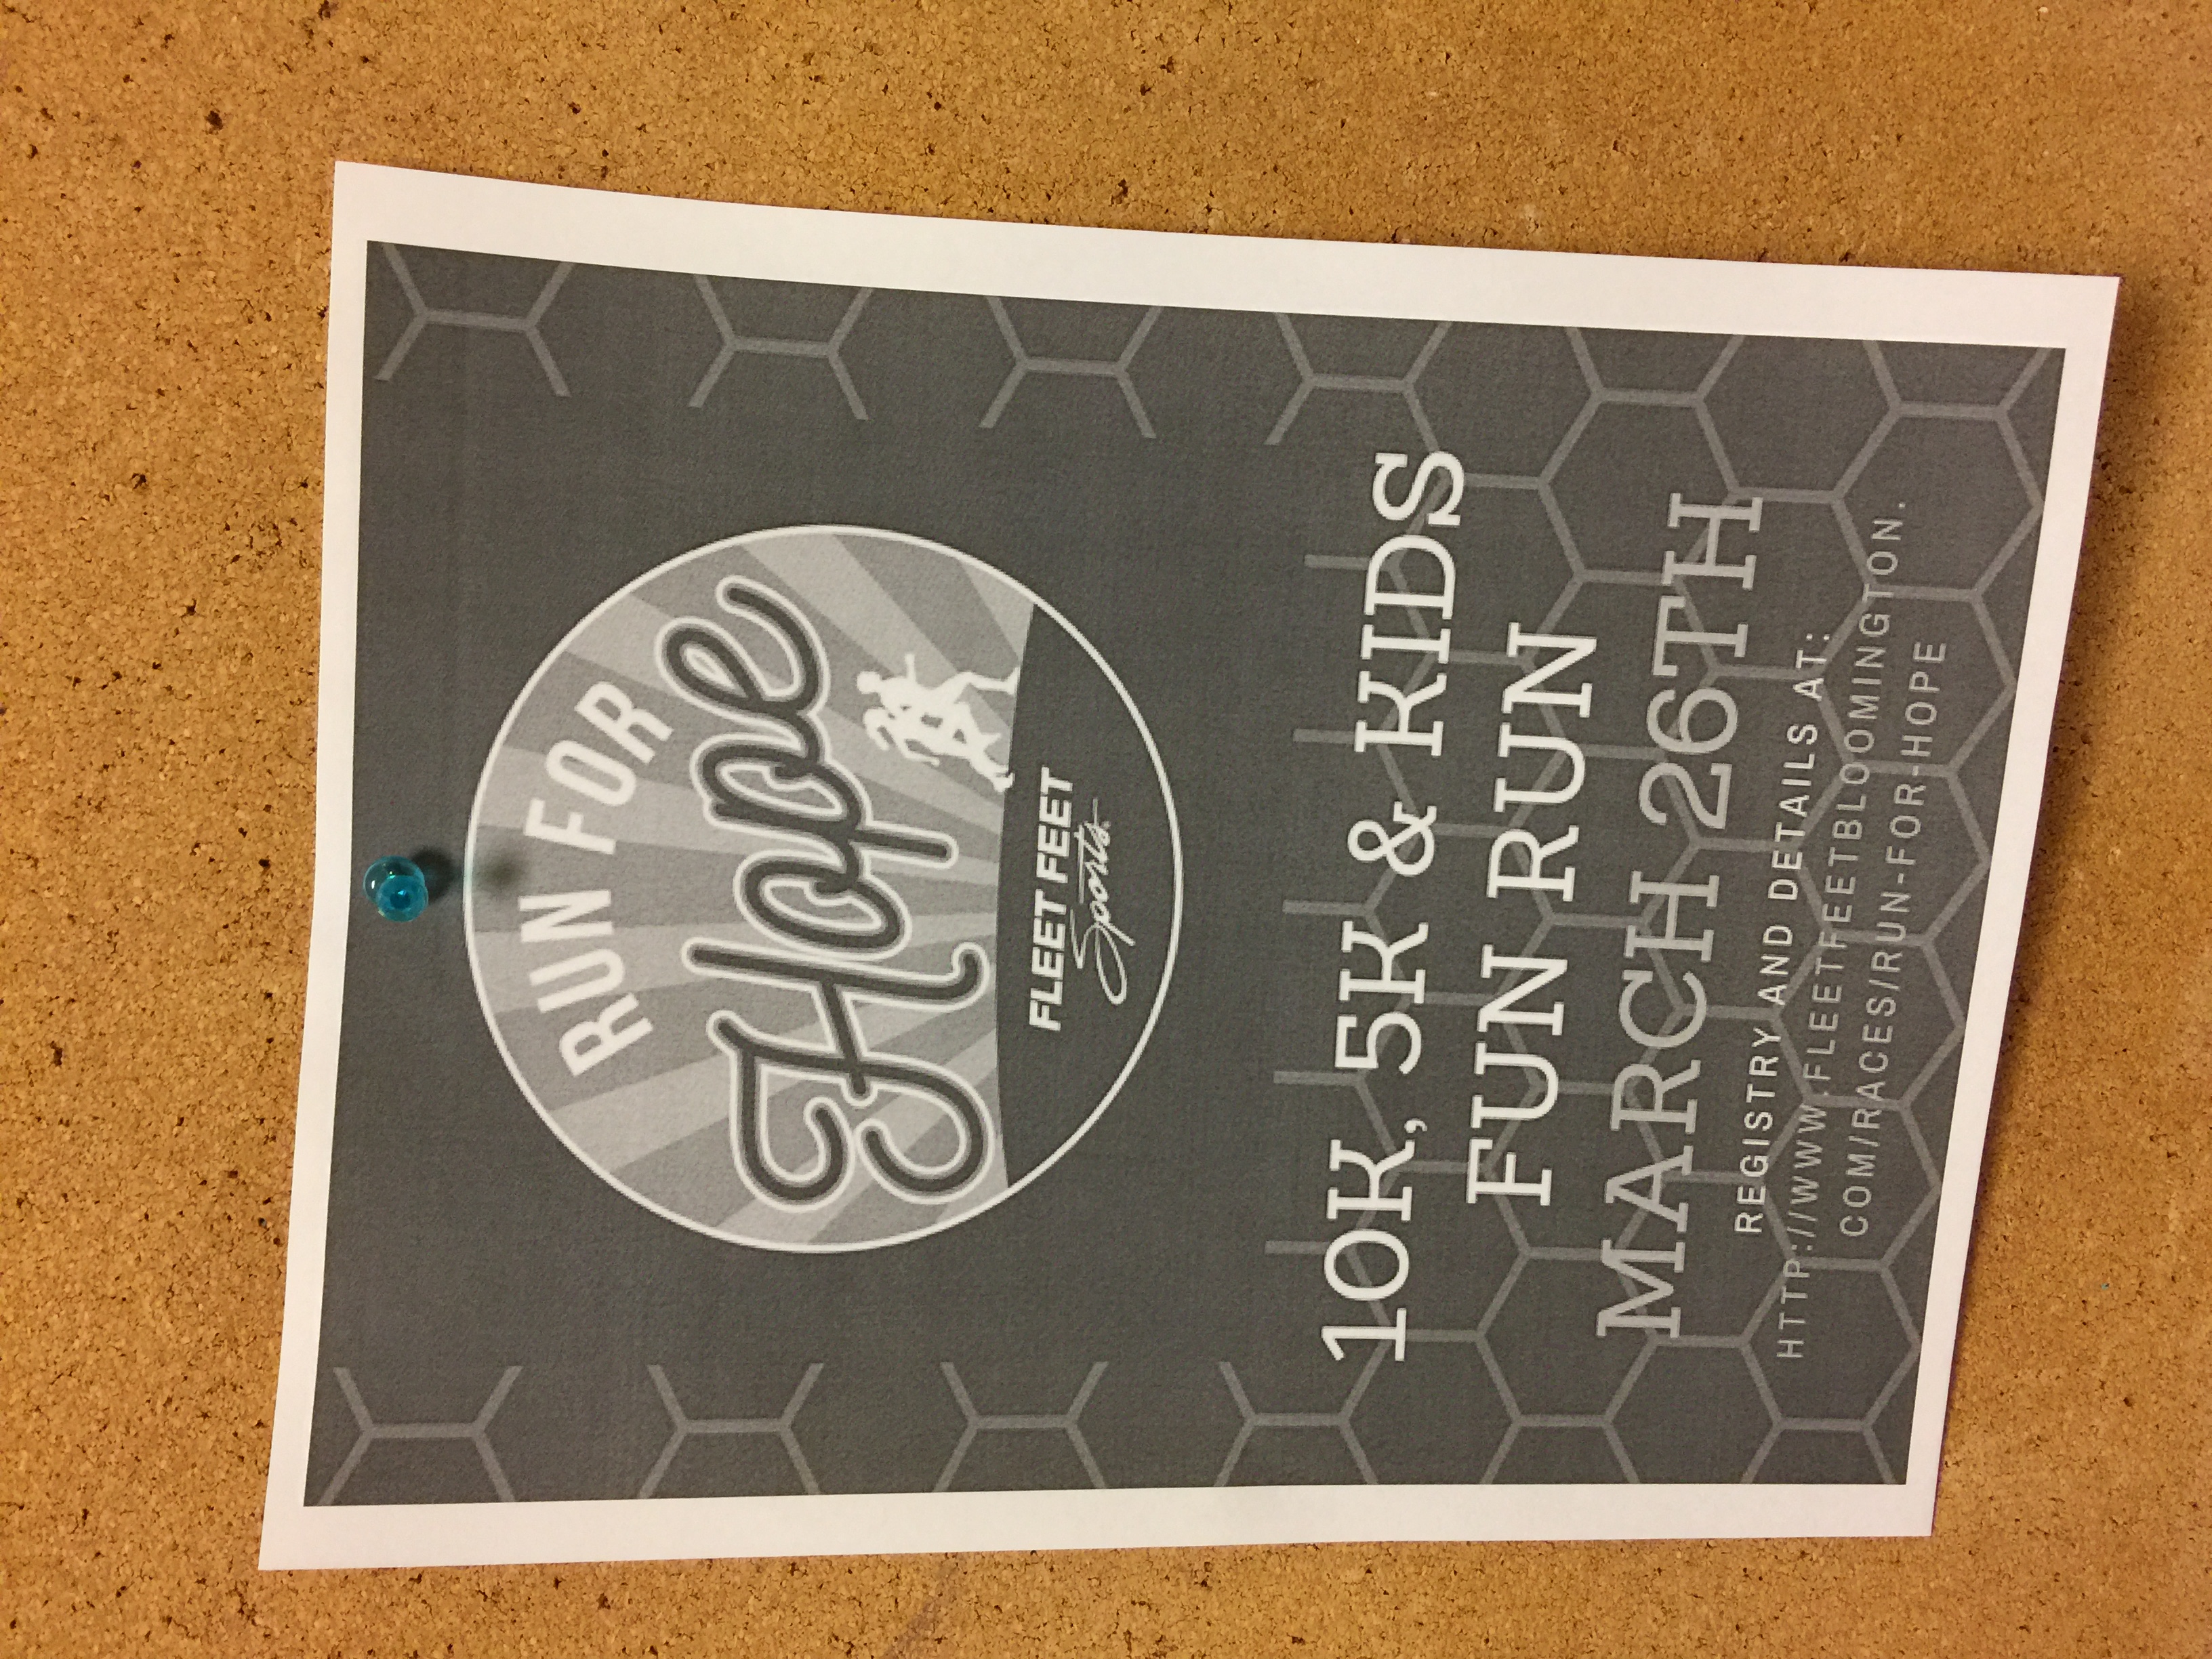 RUN FOR
Hope
FLEET FEET
Sports
10K, 5K & KIDS
FUN RUN
MARCH 26TH
REGISTRY AND DETAILS AT:
HTTP://WWW.FLEETFEETBLOOMINGTON.
COM/RACES/RUN-FOR-HOPE